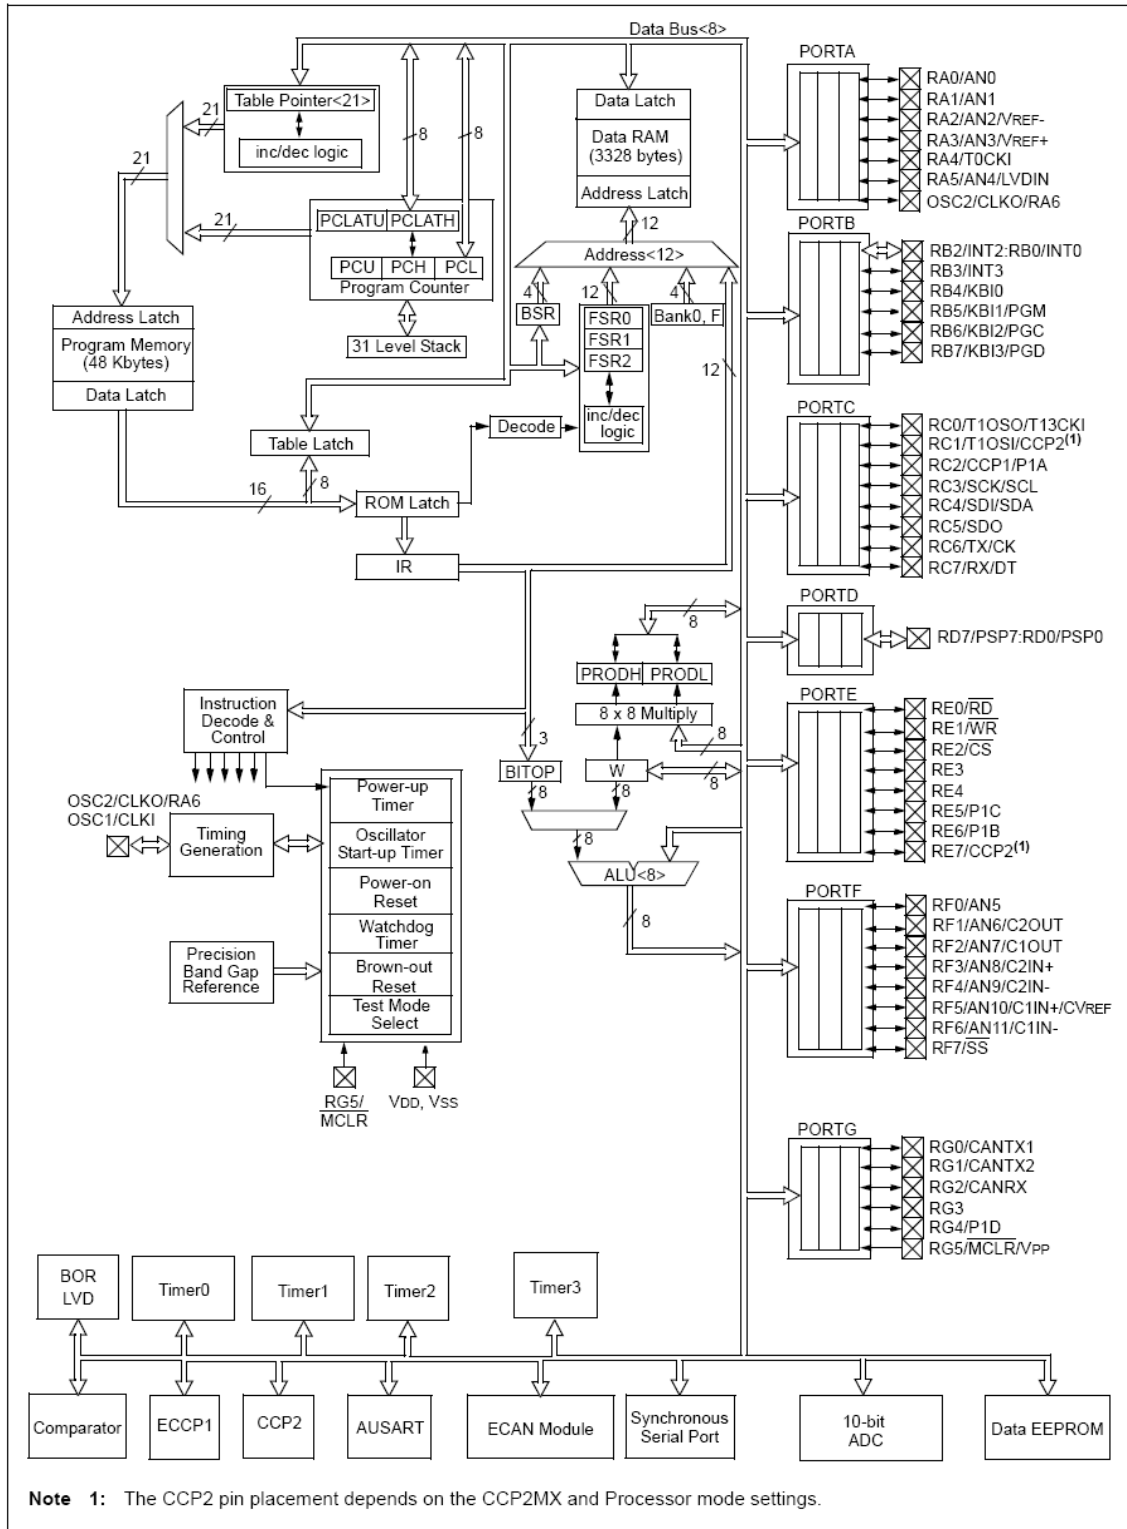 Data Bus<8>
PORTA
RA0/AN0
RA1/AN1
RA2/AN2/VREF-
RA3/AN3/VREF+
RA4/T0CKI
RA5/AN4/LVDIN
OSC2/CLKO/RA6
21
Table Pointer<21>
inc/dec logic
21
8
8
Data Latch
Data RAM
(3328 bytes)
Address Latch
12
21
PCLATU PCLATH
PCU PCH PCL
Program Counter
31 Level Stack
Address<12>
4
BSR
12
FSR0
FSR1
FSR2
inc/dec
logic
4
Bank0, F
12
PORTB
RB2/INT2:RB0/INT0
RB3/INT3
RB4/KBI0
RB5/KBI1/PGM
RB6/KBI2/PGC
RB7/KBI3/PGD
Address Latch
Program Memory
(48 Kbytes)
Data Latch
Decode
Table Latch
8
16
ROM Latch
IR
PORTC
RC0/T1OSO/T13CKI
RC1/T1OSI/CCP2(1)
RC2/CCP1/P1A
RC3/SCK/SCL
RC4/SDI/SDA
RC5/SDO
RC6/TX/CK
RC7/RX/DT
PORTD
RD7/PSP7:RD0/PSP0
8
PRODH PRODL
8 x 8 Multiply
8
3
BITOP
W
8
8
8
8
ALU<8>
8
Instruction
Decode &
Control
OSC2/CLKO/RA6
OSC1/CLKI
Timing
Generation
Precision
Band Gap
Reference
Power-up
Timer
Oscillator
Start-up Timer
Power-on
Reset
Watchdog
Timer
Brown-out
Reset
Test Mode
Select
RG5/
MCLR
VDD, VSS
PORTE
RE0/RD
RE1/WR
RE2/CS
RE3
RE4
RE5/P1C
RE6/P1B
RE7/CCP2(1)
PORTF
RF0/AN5
RF1/AN6/C2OUT
RF2/AN7/C1OUT
RF3/AN8/C2IN+
RF4/AN9/C2IN-
RF5/AN10/C1IN+/CVREF
RF6/AN11/C1IN-
RF7/SS
PORTG
RG0/CANTX1
RG1/CANTX2
RG2/CANRX
RG3
RG4/P1D
RG5/MCLR/VPP
BOR
LVD
Timer0
Timer1
Timer2
Timer3
Comparator
ECCP1
CCP2
AUSART
ECAN Module
Synchronous
Serial Port
10-bit
ADC
Data EEPROM
Note 1: The CCP2 pin placement depends on the CCP2MX and Processor mode settings.